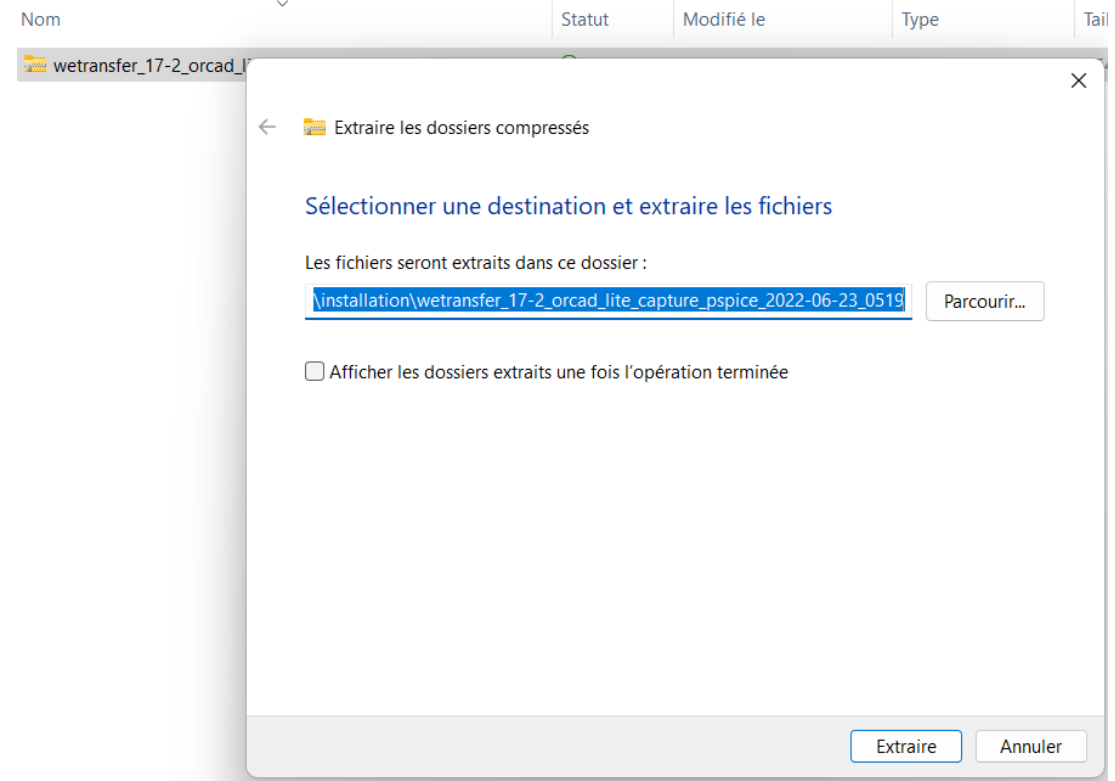 Nom Statut Modifié le Type Tail
wetransfer_17-2_orcad_li
Extraire les dossiers compressés
Sélectionner une destination et extraire les fichiers
Les fichiers seront extraits dans ce dossier :
\installation\wetransfer_17-2_orcad_lite_capture_pspice_2022-06-23_0519 Parcourir...
Afficher les dossiers extraits une fois l'opération terminée
Extraire Annuler